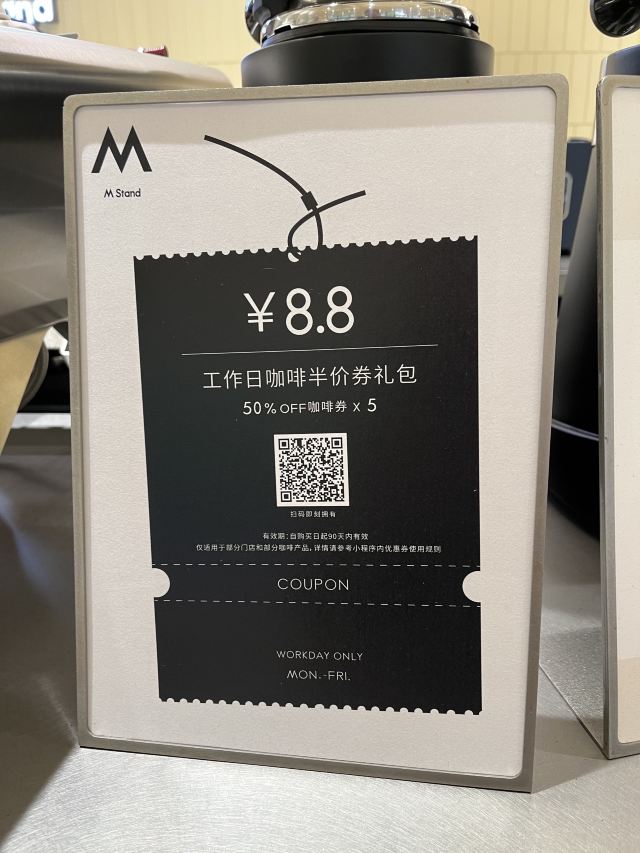 and
M
M Stand
¥8.8
工作日咖啡半价券礼包
50% OFF咖啡券 x 5
扫码即刻拥有
有效期：自购买日起90天内有效
仅适用于部分门店和部分咖啡产品，详情请参考小程序内优惠券使用规则
COUPON
WORKDAY ONLY
MON.-FRI.